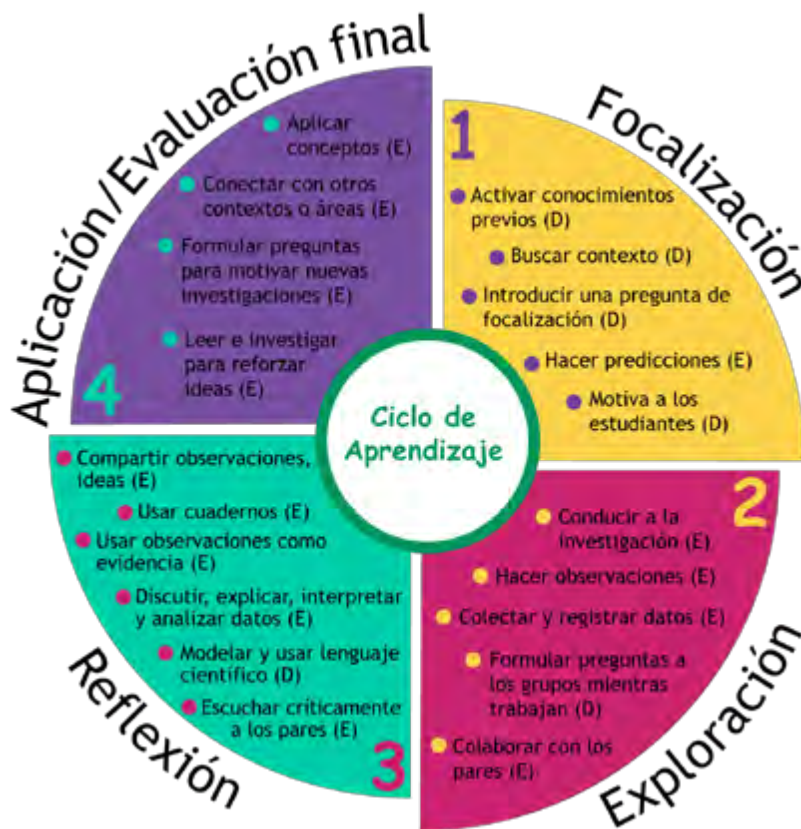 Focalización
1
Activar conocimientos
previos (D)
Buscar contexto (D)
Introducir una pregunta de
focalización (D)
Hacer predicciones (E)
Motiva a los
estudiantes (D)
Exploración
2
Conducir a la
investigación (E)
Hacer observaciones (E)
Colectar y registrar datos (E)
Formular preguntas a
los grupos mientras
trabajan (D)
Colaborar con los
pares (E)
Reflexión
3
Compartir observaciones,
ideas (E)
Usar cuadernos (E)
Usar observaciones como
evidencia (E)
Discutir, explicar, interpretar
y analizar datos (E)
Modelar y usar lenguaje
científico (D)
Escuchar críticamente
a los pares (E)
Aplicación/Evaluación final
4
Aplicar
conceptos (E)
Conectar con otros
contextos o áreas (E)
Formular preguntas
para motivar nuevas
investigaciones (E)
Leer e investigar
para reforzar
ideas (E)
Ciclo de
Aprendizaje